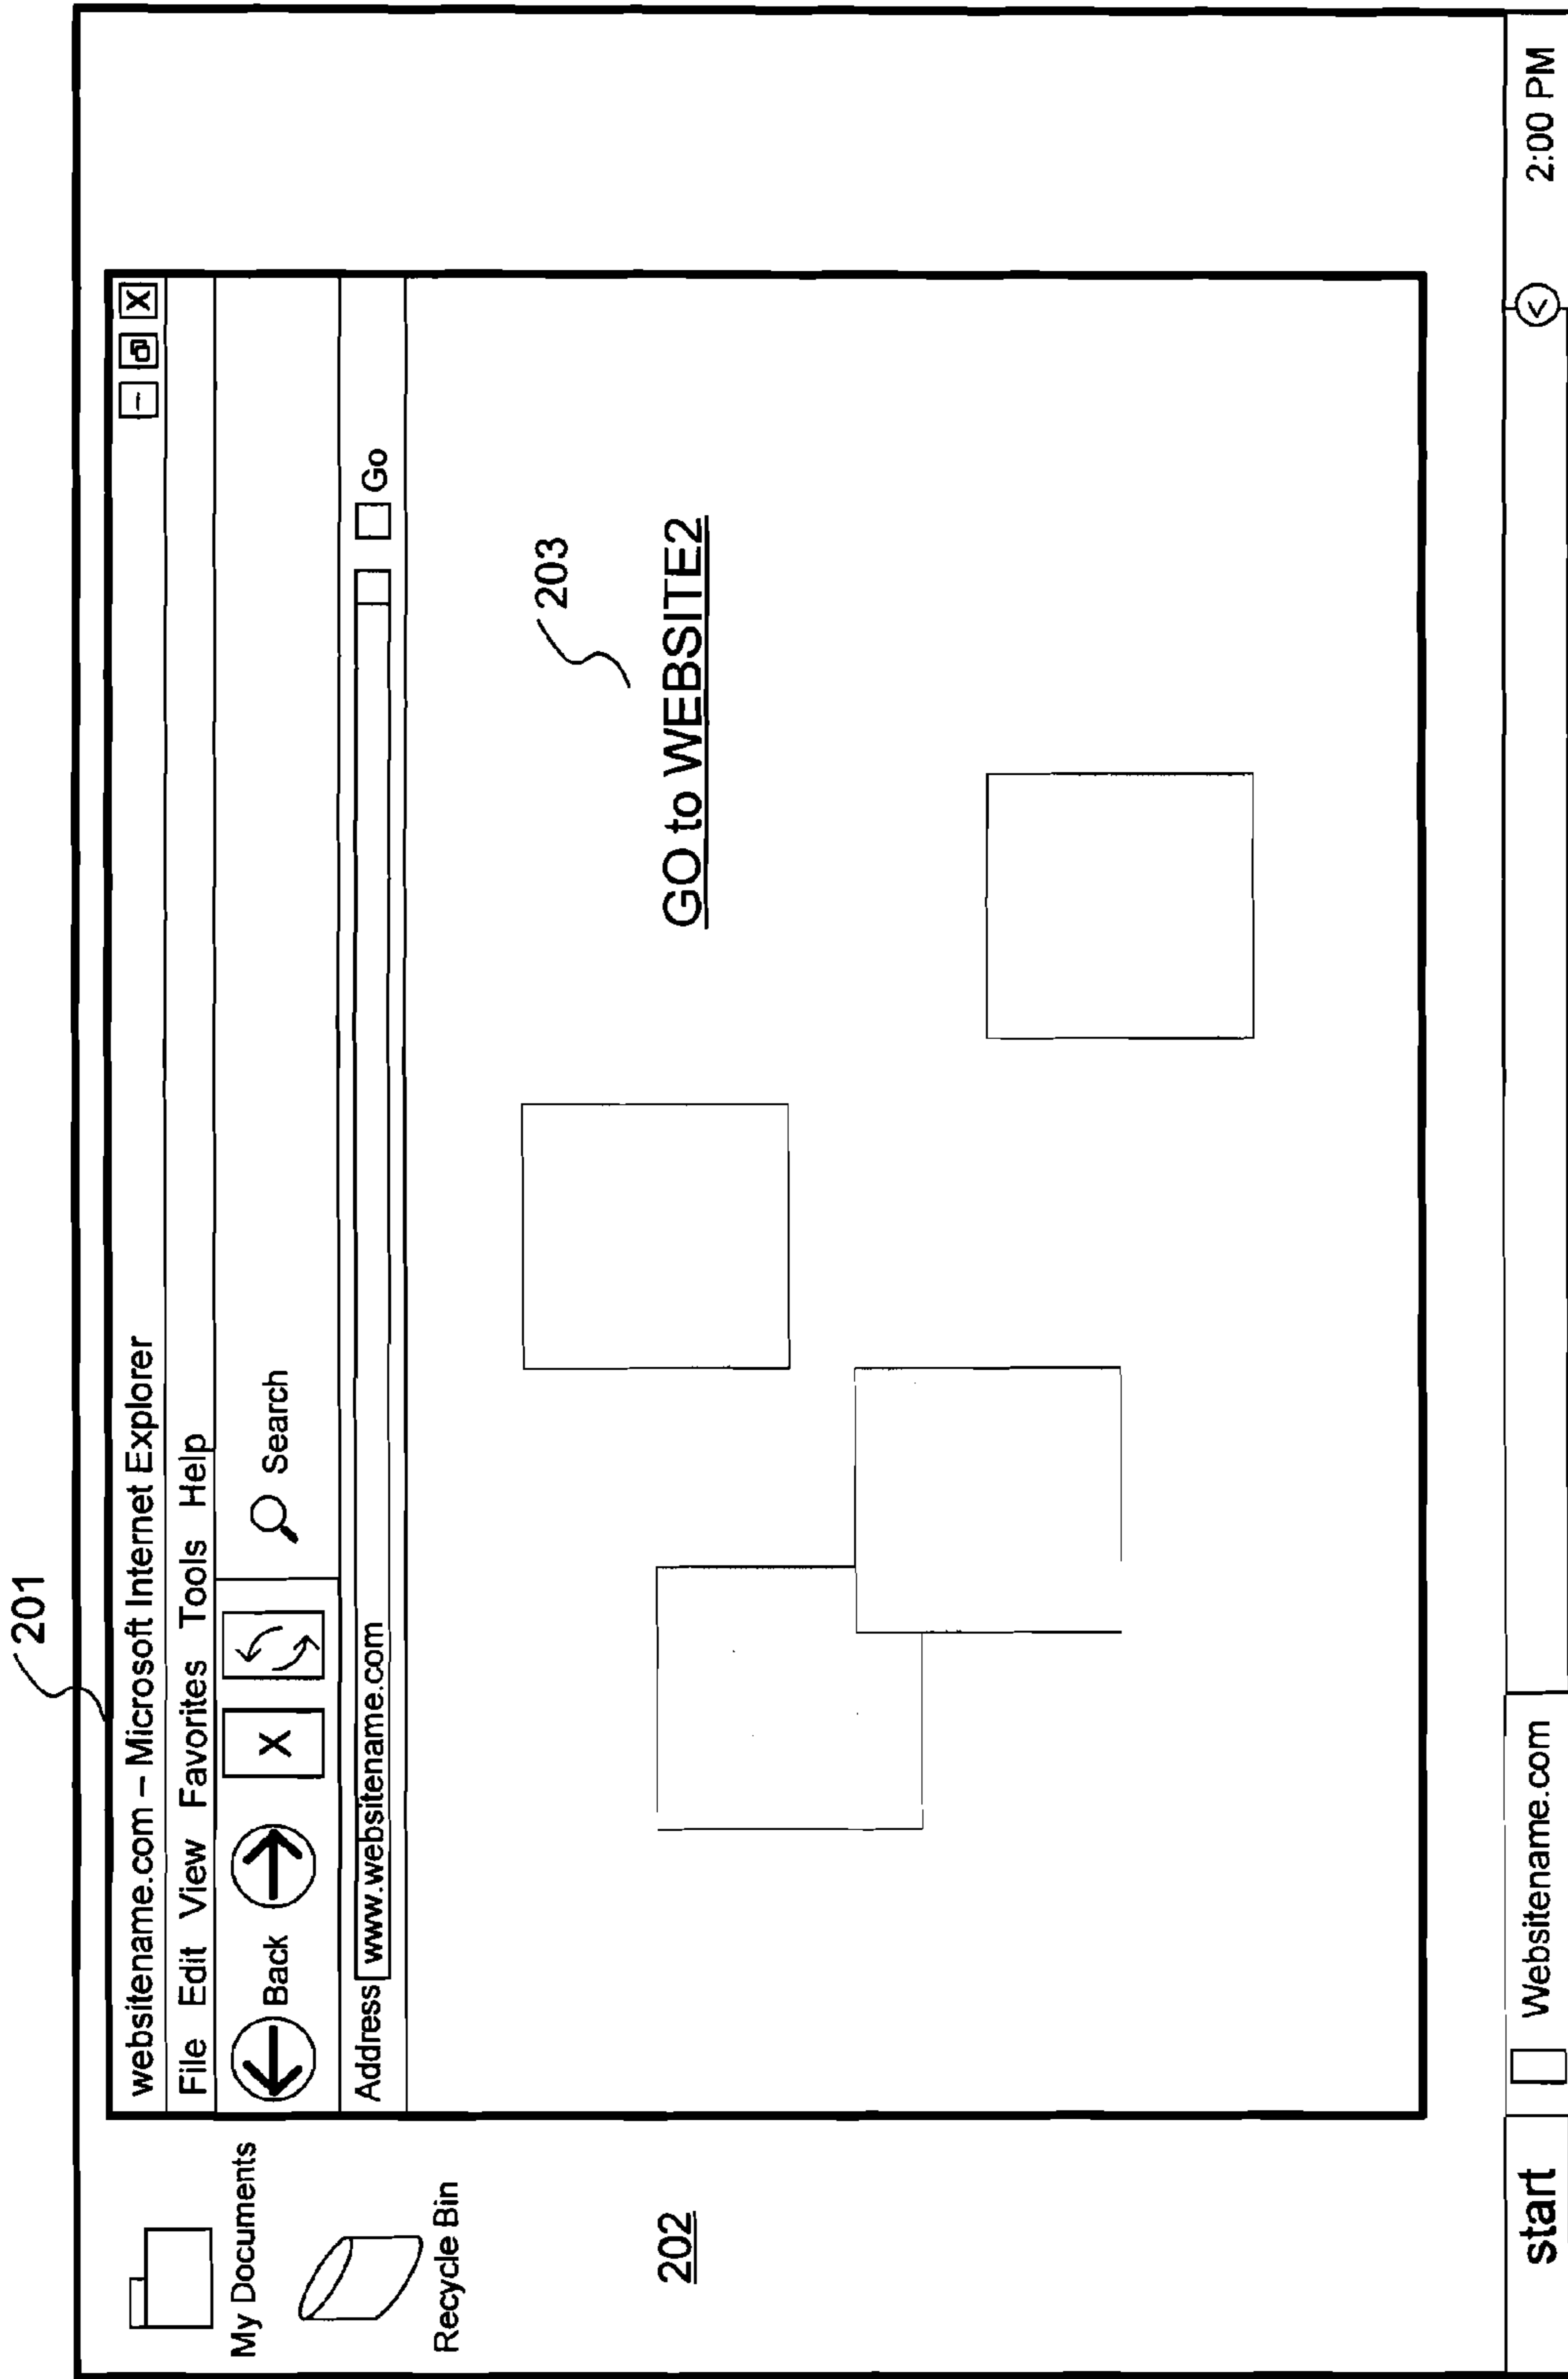 201
websitename.com – Microsoft Internet Explorer
File Edit View Favorites Tools Help
Back X Search
Address www.websitename.com Go
My Documents
Recycle Bin
203
GO to WEBSITE2
202
start Websitename.com < 2:00 PM